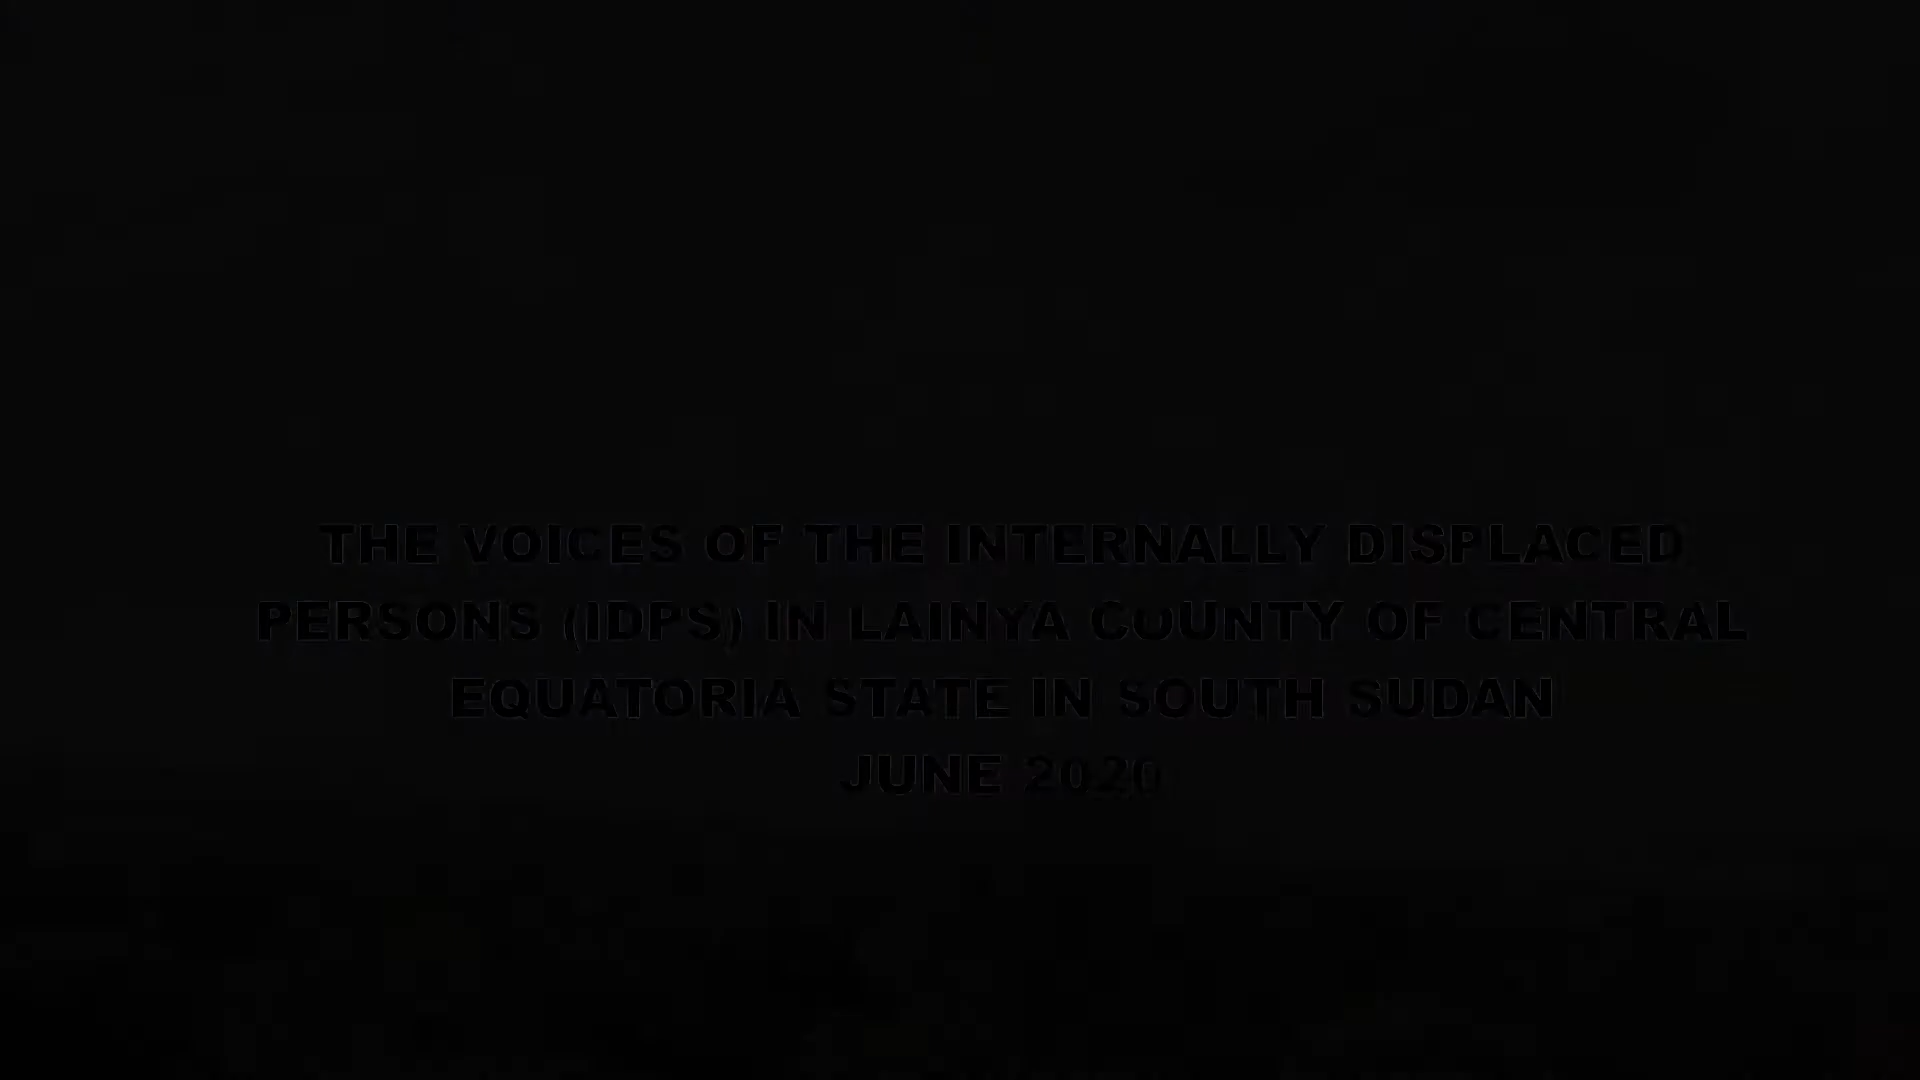 THE VOICES OF THE INTERNALLY DISPLACED
PERSONS (IDPS) IN LAINYA COUNTY OF CENTRAL
EQUATORIA STATE IN SOUTH SUDAN
JUNE 2020